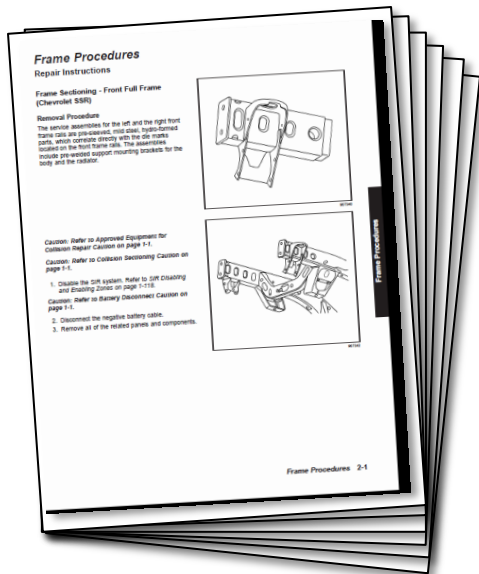 Frame Procedures
Repair Instructions
Frame Sectioning - Front Full Frame
(Chevrolet SSR)
Removal Procedure
The service assemblies for the left and the right front
frame rails are pre-sleeved, mild steel, hydro-formed
parts, which correlate directly with the die marks
located on the front frame rails. The assemblies
include pre-welded support mounting brackets for the
body and the radiator.
Caution: Refer to Approved Equipment for
Collision Repair Caution on page 1-1.
Caution: Refer to Collision Sectioning Caution on
page 1-1.
1. Disable the SIR system. Refer to SIR Disabling
and Enabling Zones on page 1-118.
Caution: Refer to Battery Disconnect Caution on
page 1-1.
2. Disconnect the negative battery cable.
3. Remove all of the related panels and components.
Frame Procedures
Frame Procedures 2-1